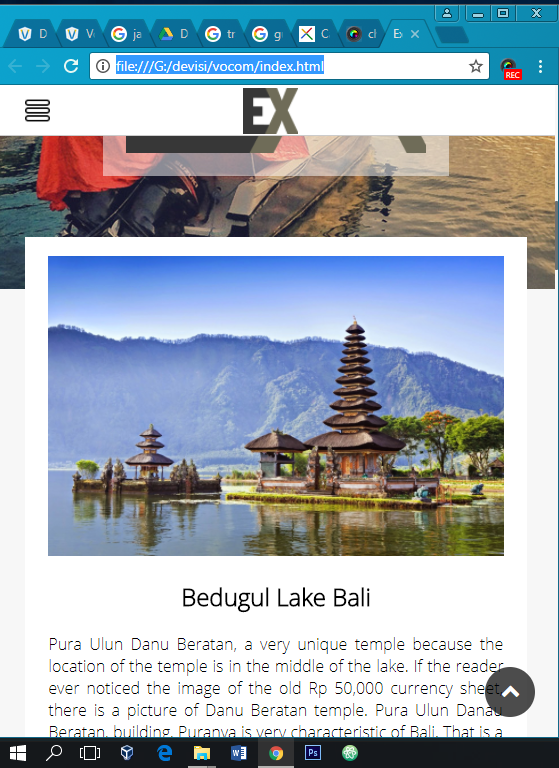 D
V
ja
D
tr
g
C
cl
Ex
file:///G:/devisi/vocom/index.html
REC
EX
Bedugul Lake Bali
Pura Ulun Danu Beratan, a very unique temple because the
location of the temple is in the middle of the lake. If the reader
ever noticed the image of the old Rp 50,000 currency sheet,
there is a picture of Danu Beratan temple. Pura Ulun Danau
Beratan, building, Puranya is very characteristic of Bali. That is a
W
Ps